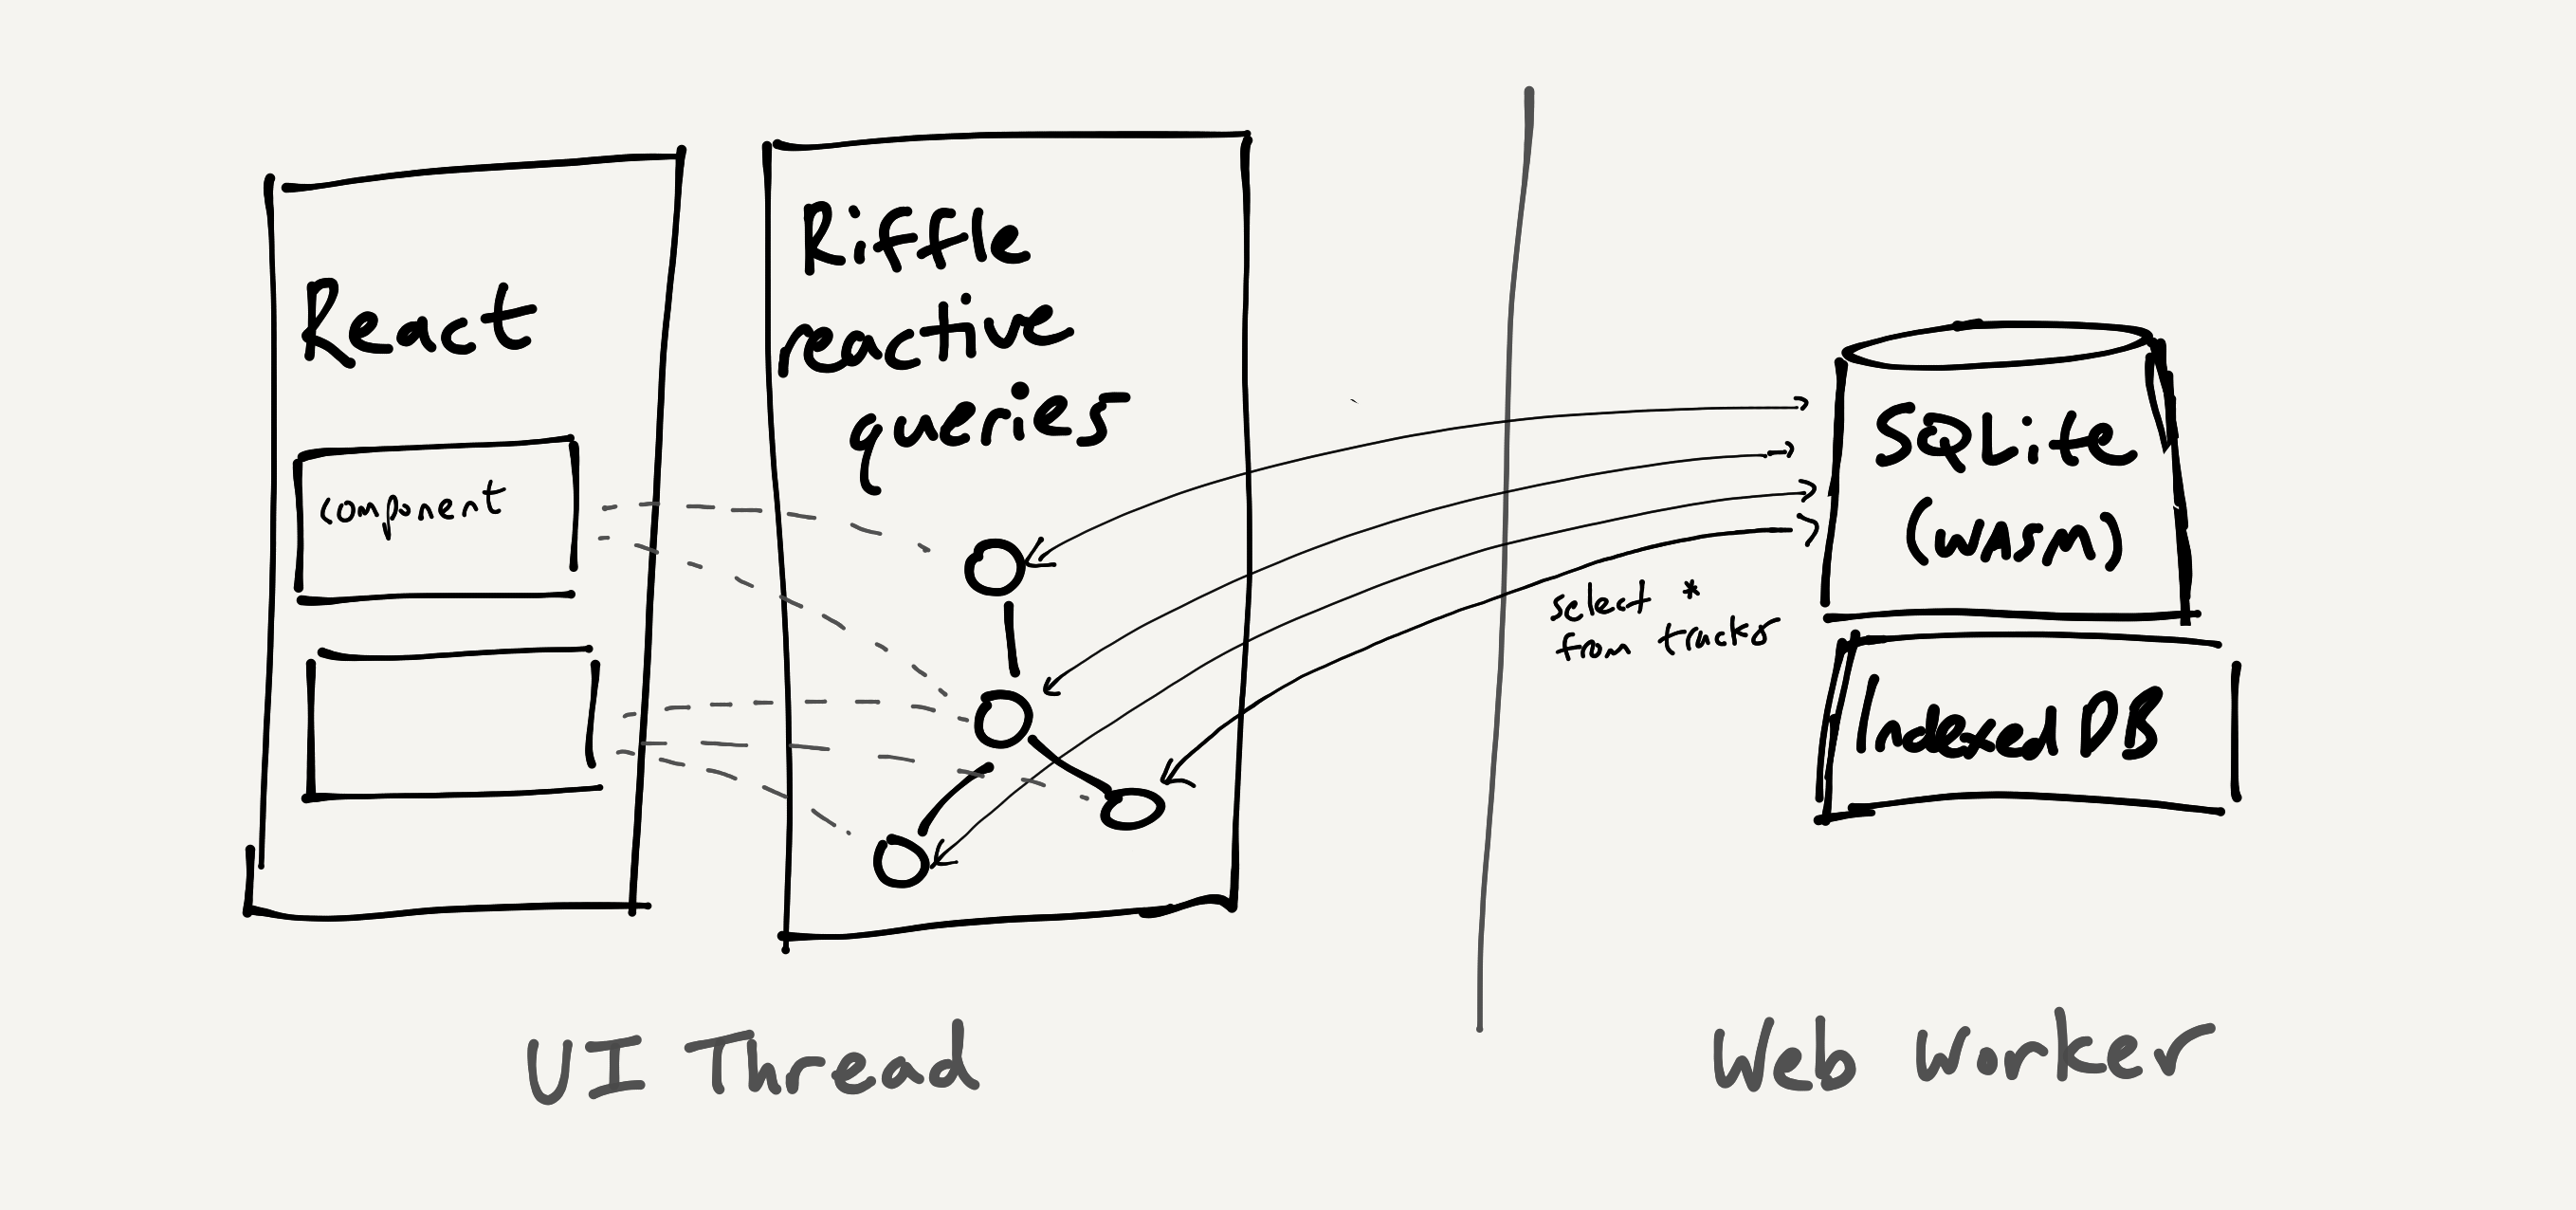 React
component
Riffle
reactive
queries
select *
from tracks
SQLite
(WASM)
IndexedDB
UI Thread
Web Worker